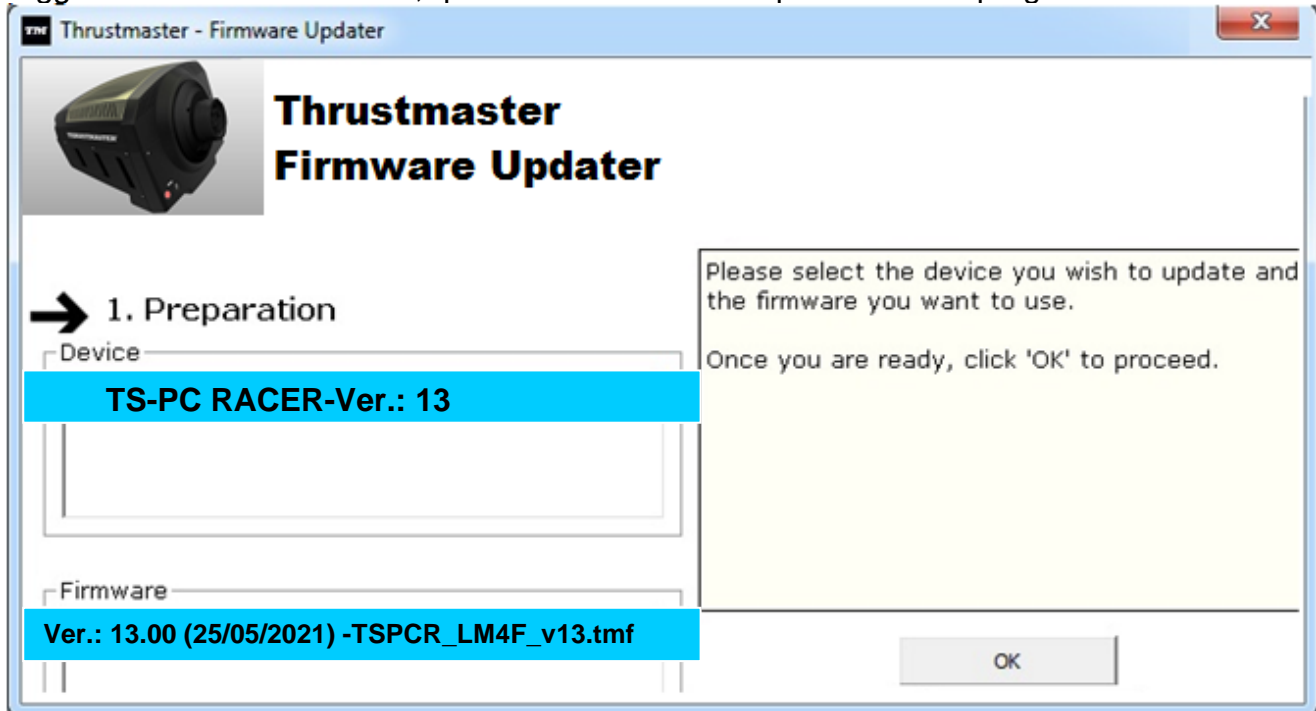 TM Thrustmaster - Firmware Updater
X
Thrustmaster
Firmware Updater
1. Preparation
Device
TS-PC RACER-Ver.: 13
Please select the device you wish to update and
the firmware you want to use.
Once you are ready, click 'OK' to proceed.
Firmware
Ver.: 13.00 (25/05/2021) -TSPCR_LM4F_v13.tmf
OK